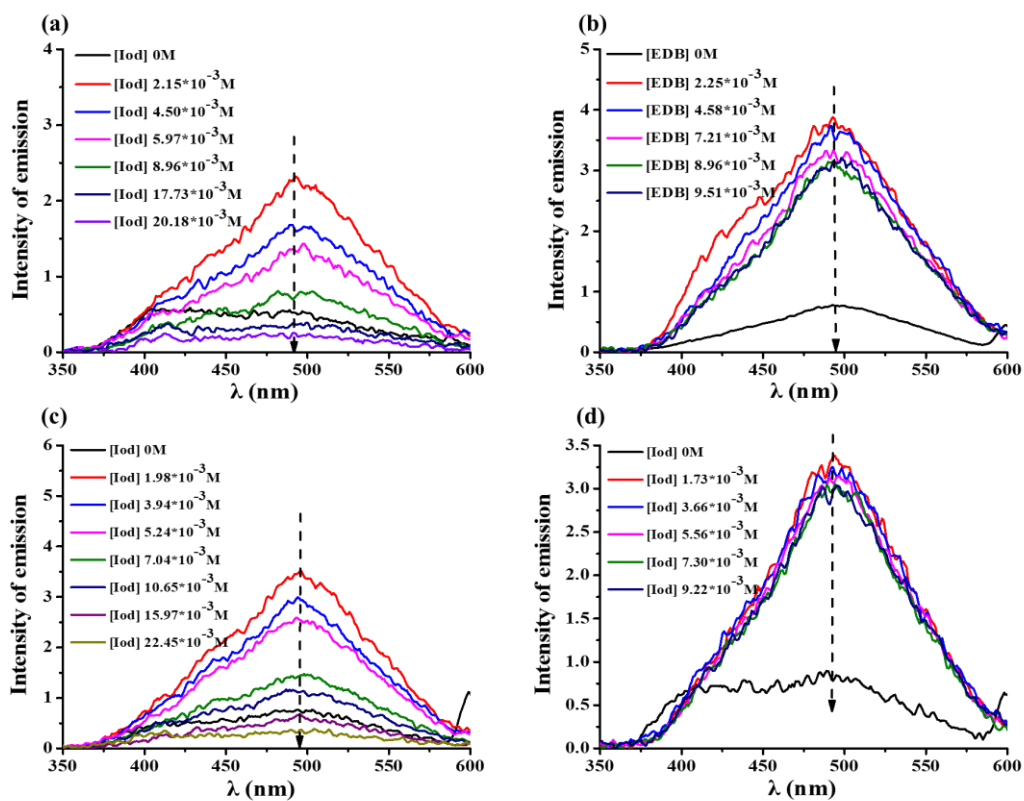 (a)
Intensity of emission
4
3
2
1
0
[Iod] 0M
[Iod] 2.15*10⁻³M
[Iod] 4.50*10⁻³M
[Iod] 5.97*10⁻³M
[Iod] 8.96*10⁻³M
[Iod] 17.73*10⁻³M
[Iod] 20.18*10⁻³M
350 400 450 500 550 600
λ (nm)
(b)
Intensity of emission
5
4
3
2
1
0
[EDB] 0M
[EDB] 2.25*10⁻³M
[EDB] 4.58*10⁻³M
[EDB] 7.21*10⁻³M
[EDB] 8.96*10⁻³M
[EDB] 9.51*10⁻³M
350 400 450 500 550 600
λ (nm)
(c)
Intensity of emission
6
5
4
3
2
1
0
[Iod] 0M
[Iod] 1.98*10⁻³M
[Iod] 3.94*10⁻³M
[Iod] 5.24*10⁻³M
[Iod] 7.04*10⁻³M
[Iod] 10.65*10⁻³M
[Iod] 15.97*10⁻³M
[Iod] 22.45*10⁻³M
350 400 450 500 550 600
λ (nm)
(d)
Intensity of emission
3.5
3.0
2.5
2.0
1.5
1.0
0.5
0.0
[Iod] 0M
[Iod] 1.73*10⁻³M
[Iod] 3.66*10⁻³M
[Iod] 5.56*10⁻³M
[Iod] 7.30*10⁻³M
[Iod] 9.22*10⁻³M
350 400 450 500 550 600
λ (nm)